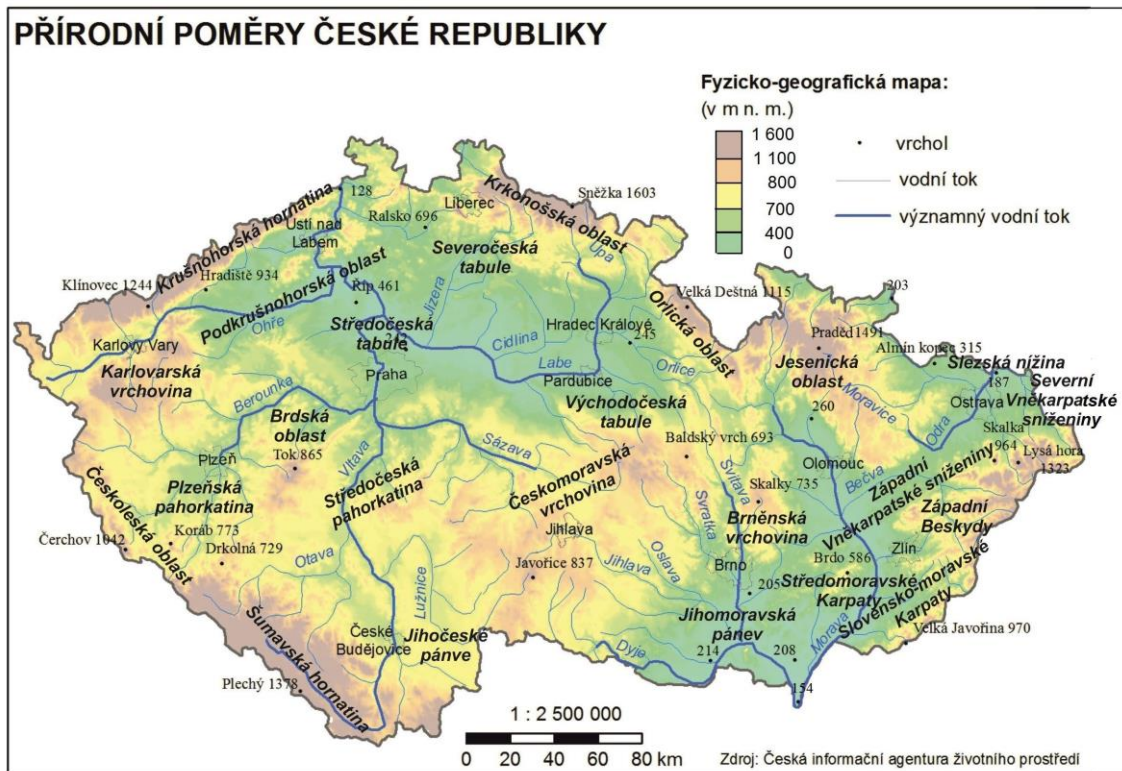 PŘÍRODNÍ POMĚRY ČESKÉ REPUBLIKY
Fyzicko-geografická mapa:
(v m n. m.)
1 600
1 100
800
700
400
0
vrchol
vodní tok
významný vodní tok
Krušnohorská hornatina
128
Ústí nad
Labem
Ralsko 696
Liberec
Krkonošská oblast
Sněžka 1603
Úpa
Severočeská
tabule
Klínovec 1244
Hradiště 934
Podkrušnohorská oblast
Ohře
Říp 461
Jizera
Středočeská
tabule
Cidlina
Hradec Králové
245
Labe
Pardubice
Orlice
Orlická oblast
Velká Deštná 1115
203
Praděd1491
Almin kopec 315
Jesenická
oblast
Slezská nížina
187
Severní
Vněkarpatské
sníženiny
Ostrava
Karlovy Vary
Karlovarská
vrchovina
Praha
Berounka
Brdská
oblast
Tok 865
Plzeň
Plzeňská
pahorkatina
Vltava
Středočeská
pahorkatina
Sázava
Východočeská
tabule
Českomoravská
vrchovina
Baldský vrch 693
260
Moravice
Odra
Skalka
964
Lysá hora
1323
Olomouc
Bečva
Západní
Vněkarpatské sníženiny
Svitava
Svratka
Skalky 735
Brněnská
vrchovina
Západní
Beskydy
Českoleská oblast
Koráb 773
Čerchov 1042
Drkolná 729
Otava
Lužnice
Jihlava
Javořice 837
Jihlava
Oslava
Brno
205
Brdo 586
Zlín
Středomoravské
Karpaty
Slovensko-moravské
Karpaty
Šumavská hornatina
České
Budějovice
Jihočeské
pánve
Plechý 1378
Jihomoravská
pánev
Dyje
214
208
Morava
154
Velká Javořina 970
1 : 2 500 000
0 20 40 60 80 km
Zdroj: Česká informační agentura životního prostředí